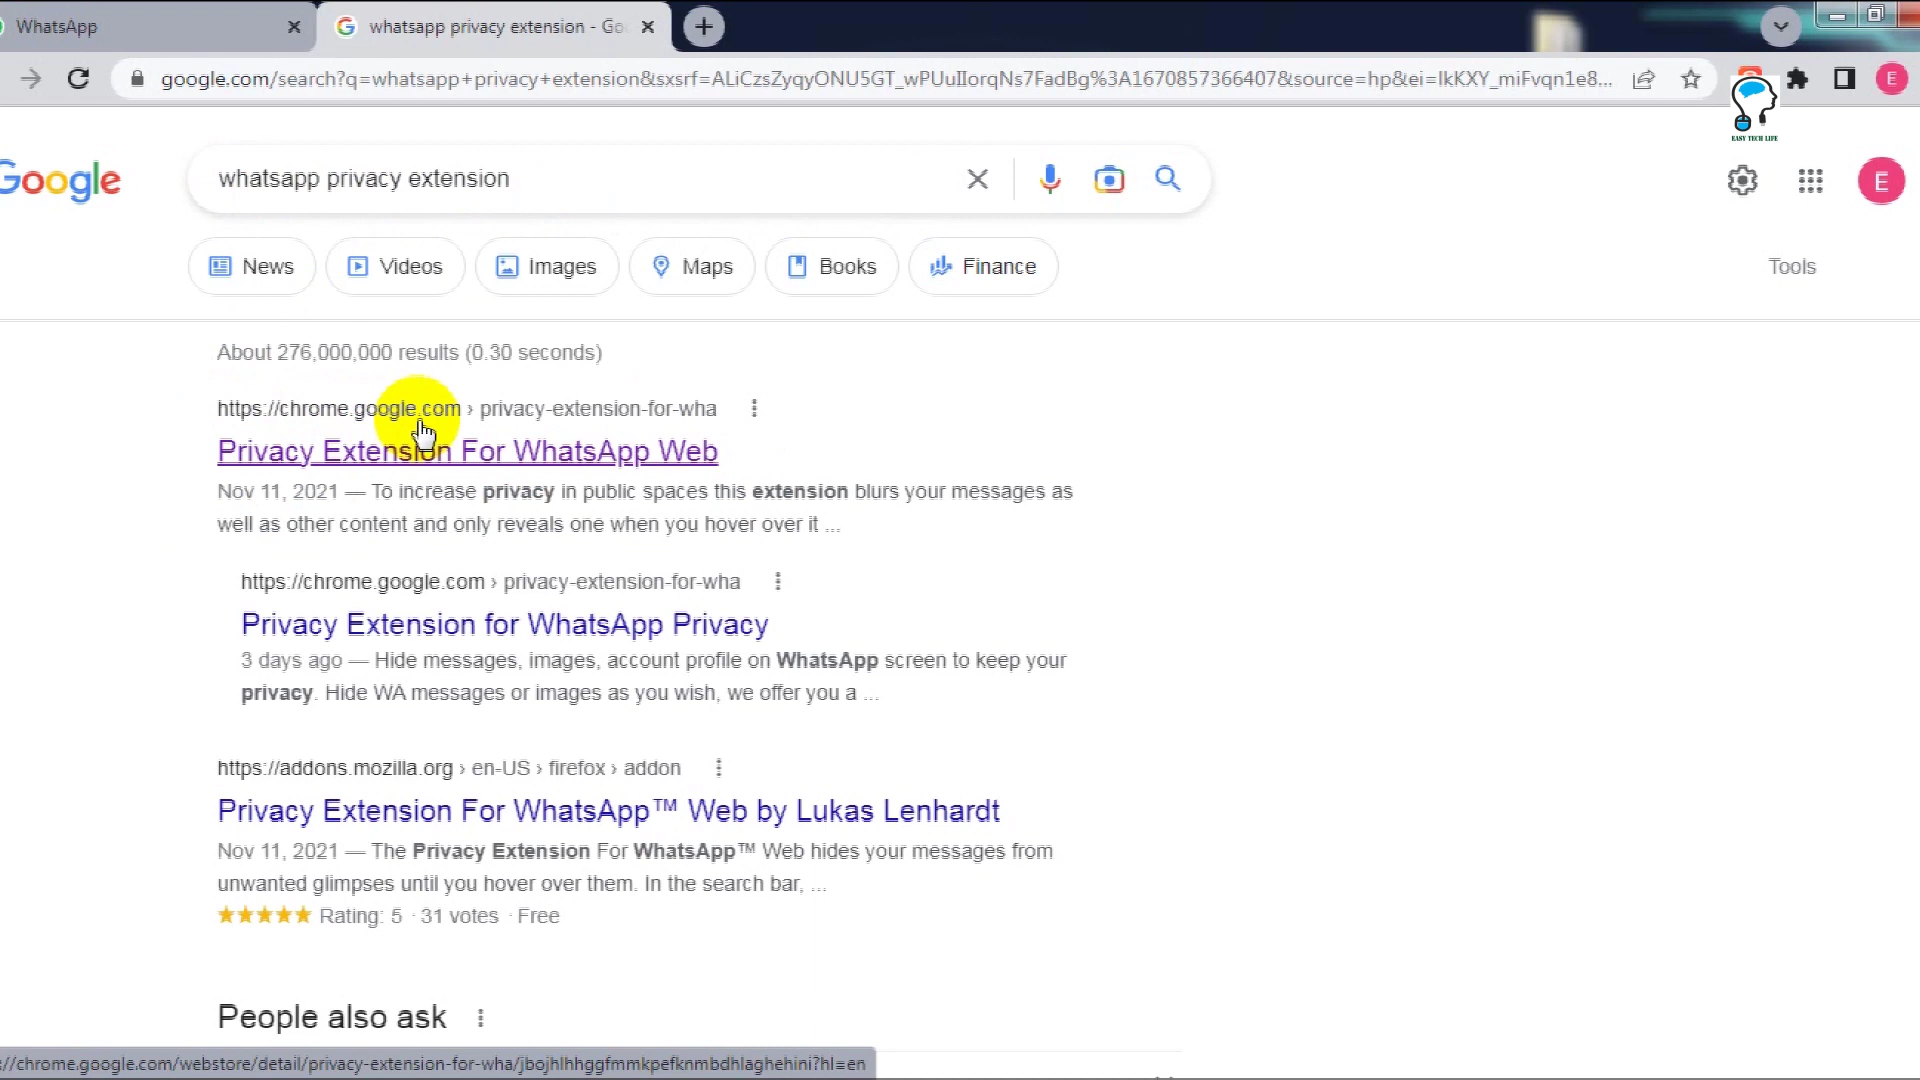 WhatsApp
whatsapp privacy extension - Go
google.com/search?q=whatsapp+privacy+extension&sxsrf=ALiCzsZyqyONU5GT_wPUuIIorqNs7FadBg%3A1670857366407&source=hp&ei=lkKXY_miFvqn1e8...
E
EASY TECH LIFE
Google
whatsapp privacy extension
E
News
Videos
Images
Maps
Books
Finance
Tools
About 276,000,000 results (0.30 seconds)
https://chrome.google.com › privacy-extension-for-wha
Privacy Extension For WhatsApp Web
Nov 11, 2021 — To increase privacy in public spaces this extension blurs your messages as
well as other content and only reveals one when you hover over it ...
https://chrome.google.com › privacy-extension-for-wha
Privacy Extension for WhatsApp Privacy
3 days ago — Hide messages, images, account profile on WhatsApp screen to keep your
privacy. Hide WA messages or images as you wish, we offer you a ...
https://addons.mozilla.org › en-US › firefox › addon
Privacy Extension For WhatsApp™ Web by Lukas Lenhardt
Nov 11, 2021 — The Privacy Extension For WhatsApp™ Web hides your messages from
unwanted glimpses until you hover over them. In the search bar, ...
Rating: 5 · 31 votes · Free
People also ask
://chrome.google.com/webstore/detail/privacy-extension-for-wha/jbojhlhhggfmmkpefknmbdhlaghehini?hl=en